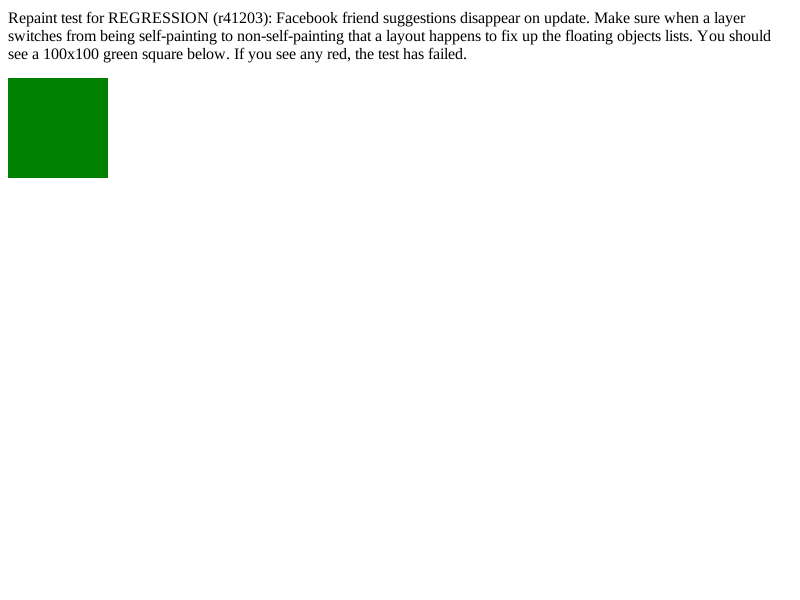 Repaint test for REGRESSION (r41203): Facebook friend suggestions disappear on update. Make sure when a layer
switches from being self-painting to non-self-painting that a layout happens to fix up the floating objects lists. You should
see a 100x100 green square below. If you see any red, the test has failed.